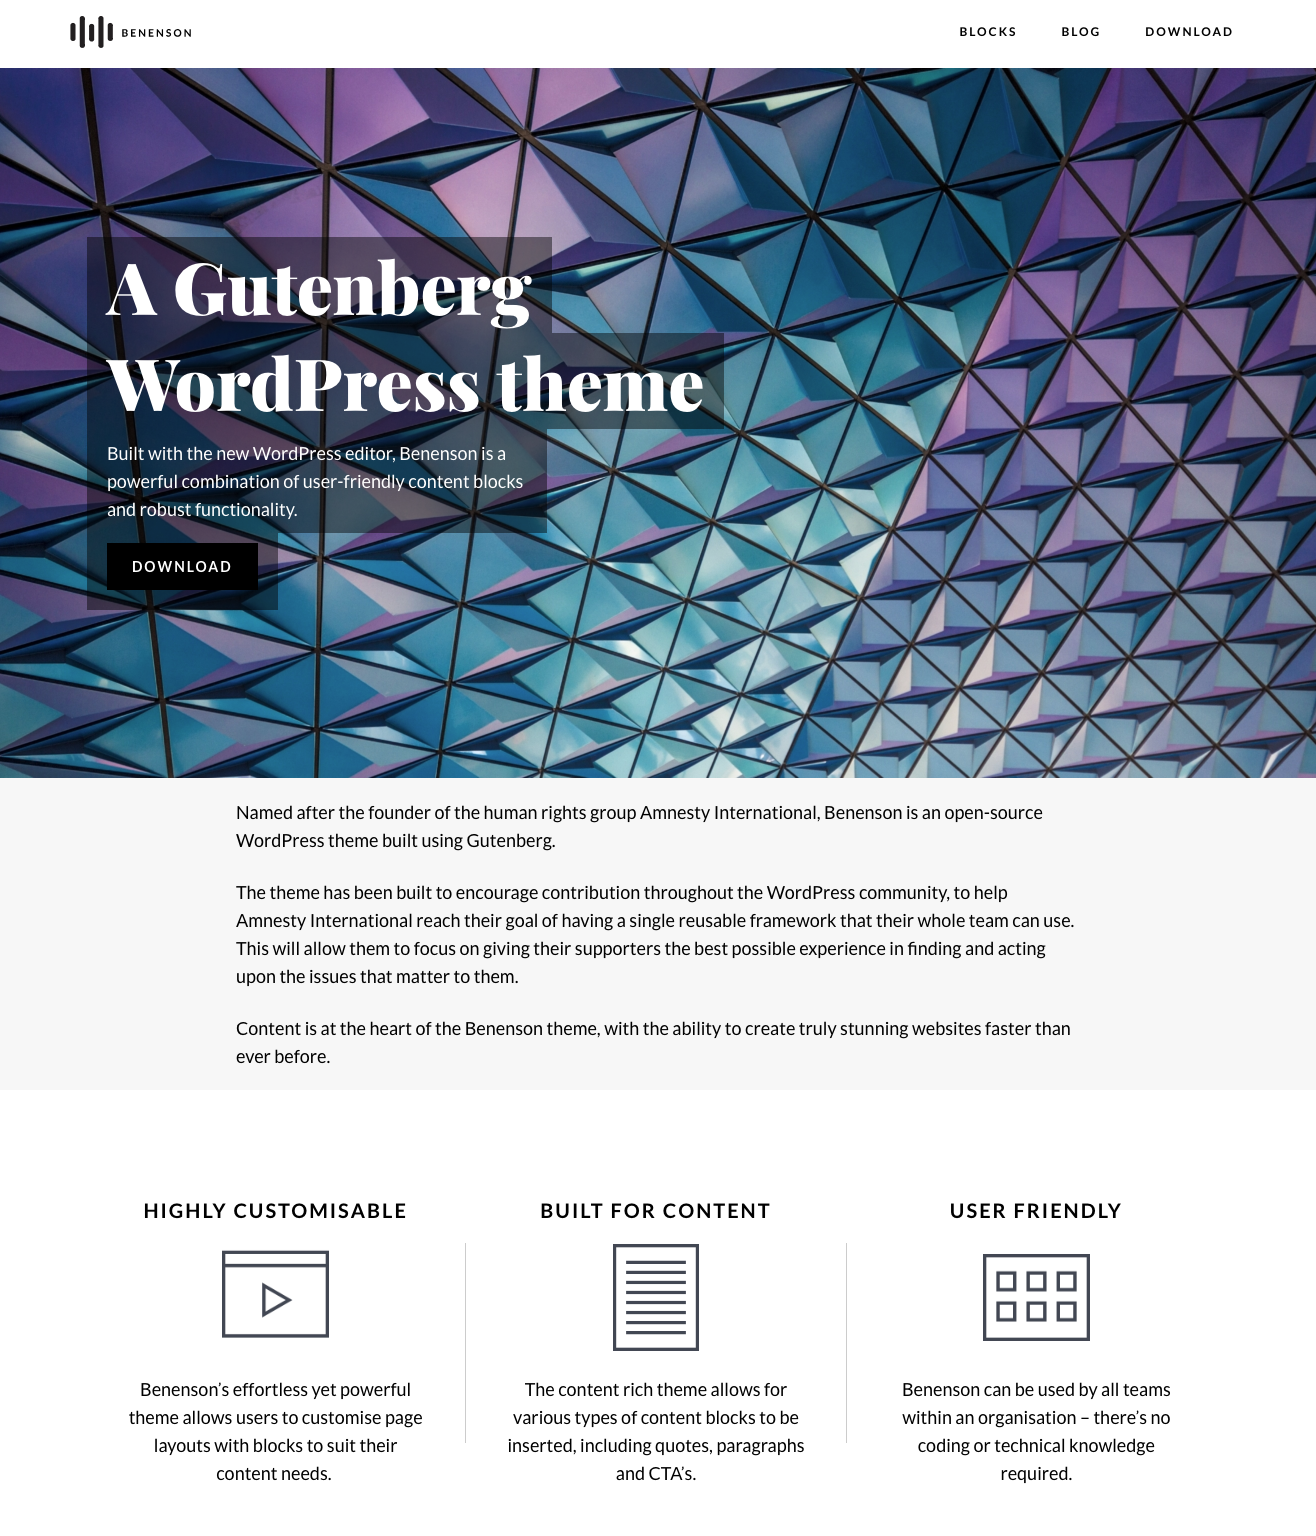 BENENSON
BLOCKS BLOG DOWNLOAD
A Gutenberg
WordPress theme
Built with the new WordPress editor, Benenson is a
powerful combination of user-friendly content blocks
and robust functionality.
DOWNLOAD
Named after the founder of the human rights group Amnesty International, Benenson is an open-source
WordPress theme built using Gutenberg.
The theme has been built to encourage contribution throughout the WordPress community, to help
Amnesty International reach their goal of having a single reusable framework that their whole team can use.
This will allow them to focus on giving their supporters the best possible experience in finding and acting
upon the issues that matter to them.
Content is at the heart of the Benenson theme, with the ability to create truly stunning websites faster than
ever before.
HIGHLY CUSTOMISABLE
Benenson’s effortless yet powerful
theme allows users to customise page
layouts with blocks to suit their
content needs.
BUILT FOR CONTENT
The content rich theme allows for
various types of content blocks to be
inserted, including quotes, paragraphs
and CTA’s.
USER FRIENDLY
Benenson can be used by all teams
within an organisation – there’s no
coding or technical knowledge
required.